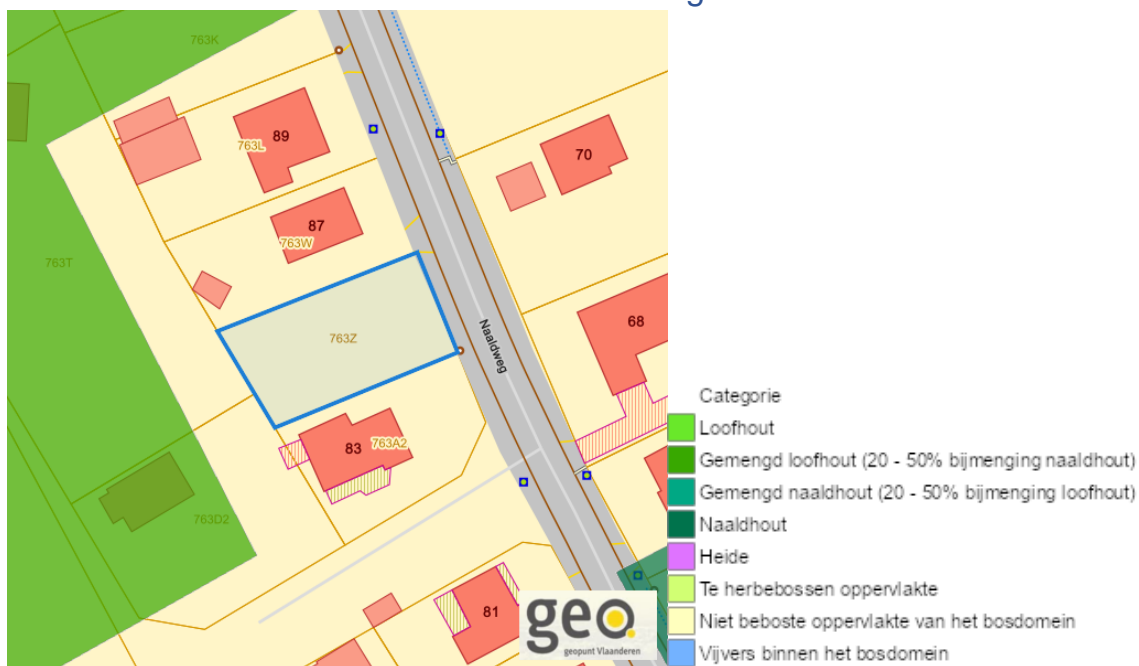 763K
89
763L
70
87
763W
763T
68
763Z
Naaldweg
83
763A2
763D2
81
geo.
geopunt Vlaanderen
Categorie
Loofhout
Gemengd loofhout (20 - 50% bijmenging naaldhout)
Gemengd naaldhout (20 - 50% bijmenging loofhout)
Naaldhout
Heide
Te herbebossen oppervlakte
Niet beboste oppervlakte van het bosdomein
Vijvers binnen het bosdomein